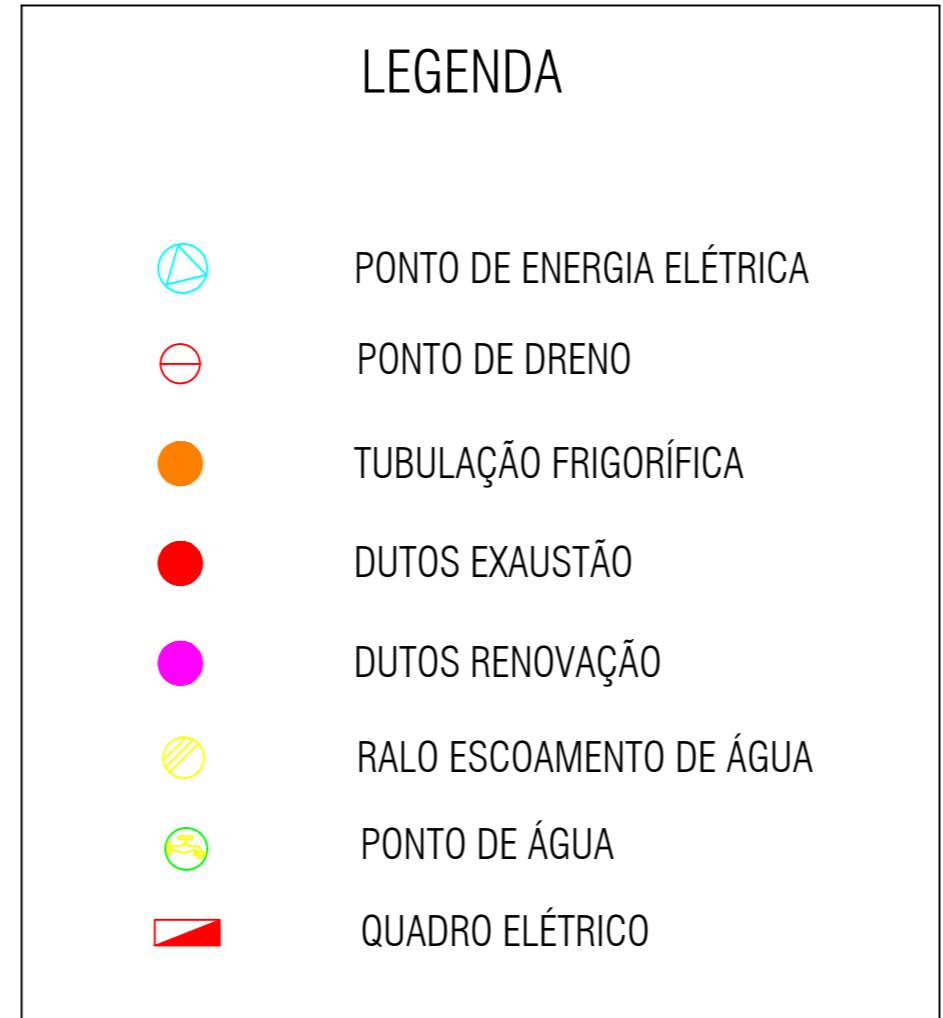 LEGENDA
PONTO DE ENERGIA ELÉTRICA
PONTO DE DRENO
TUBULAÇÃO FRIGORÍFICA
DUTOS EXAUSTÃO
DUTOS RENOVAÇÃO
RALO ESCOAMENTO DE ÁGUA
PONTO DE ÁGUA
QUADRO ELÉTRICO